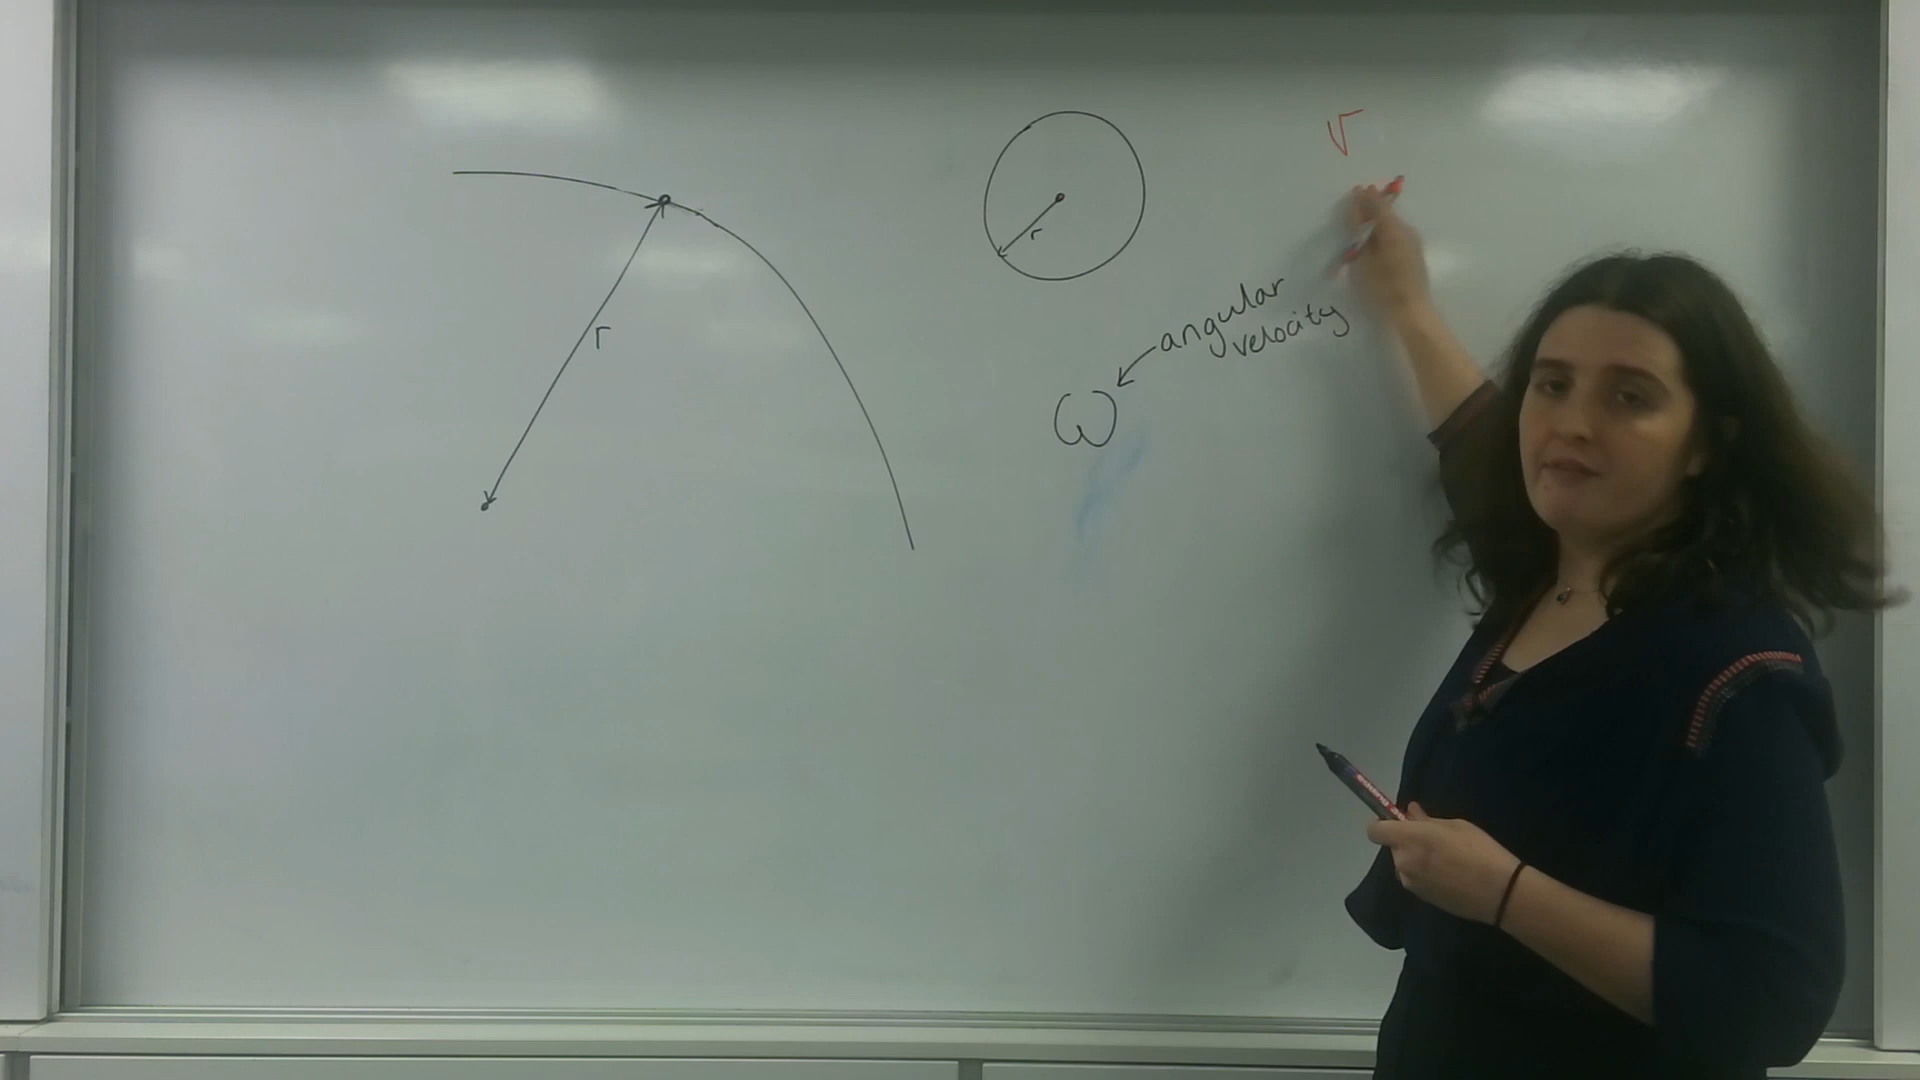 r
r
v
angular
velocity
ω